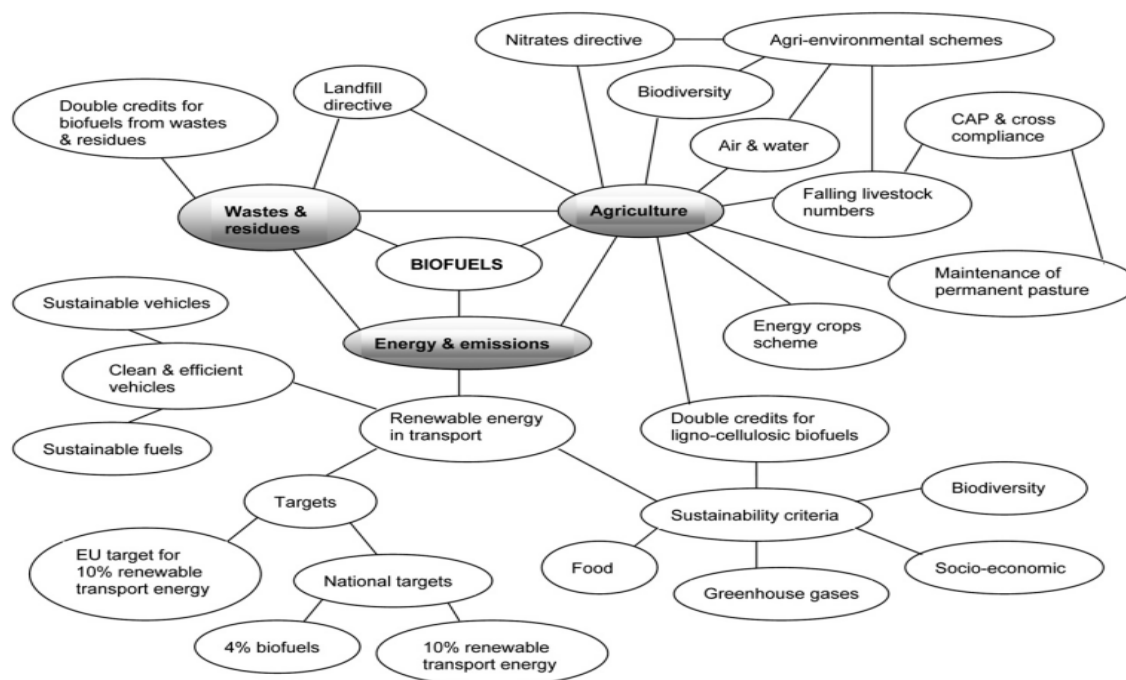 Nitrates directive
Agri-environmental schemes
Double credits for
biofuels from wastes
& residues
Landfill
directive
Biodiversity
CAP & cross
compliance
Air & water
Wastes &
residues
Agriculture
Falling livestock
numbers
BIOFUELS
Maintenance of
permanent pasture
Sustainable vehicles
Energy & emissions
Energy crops
scheme
Clean & efficient
vehicles
Renewable energy
in transport
Double credits for
ligno-cellulosic biofuels
Sustainable fuels
Targets
Sustainability criteria
Biodiversity
EU target for
10% renewable
transport energy
National targets
Food
Greenhouse gases
Socio-economic
4% biofuels
10% renewable
transport energy